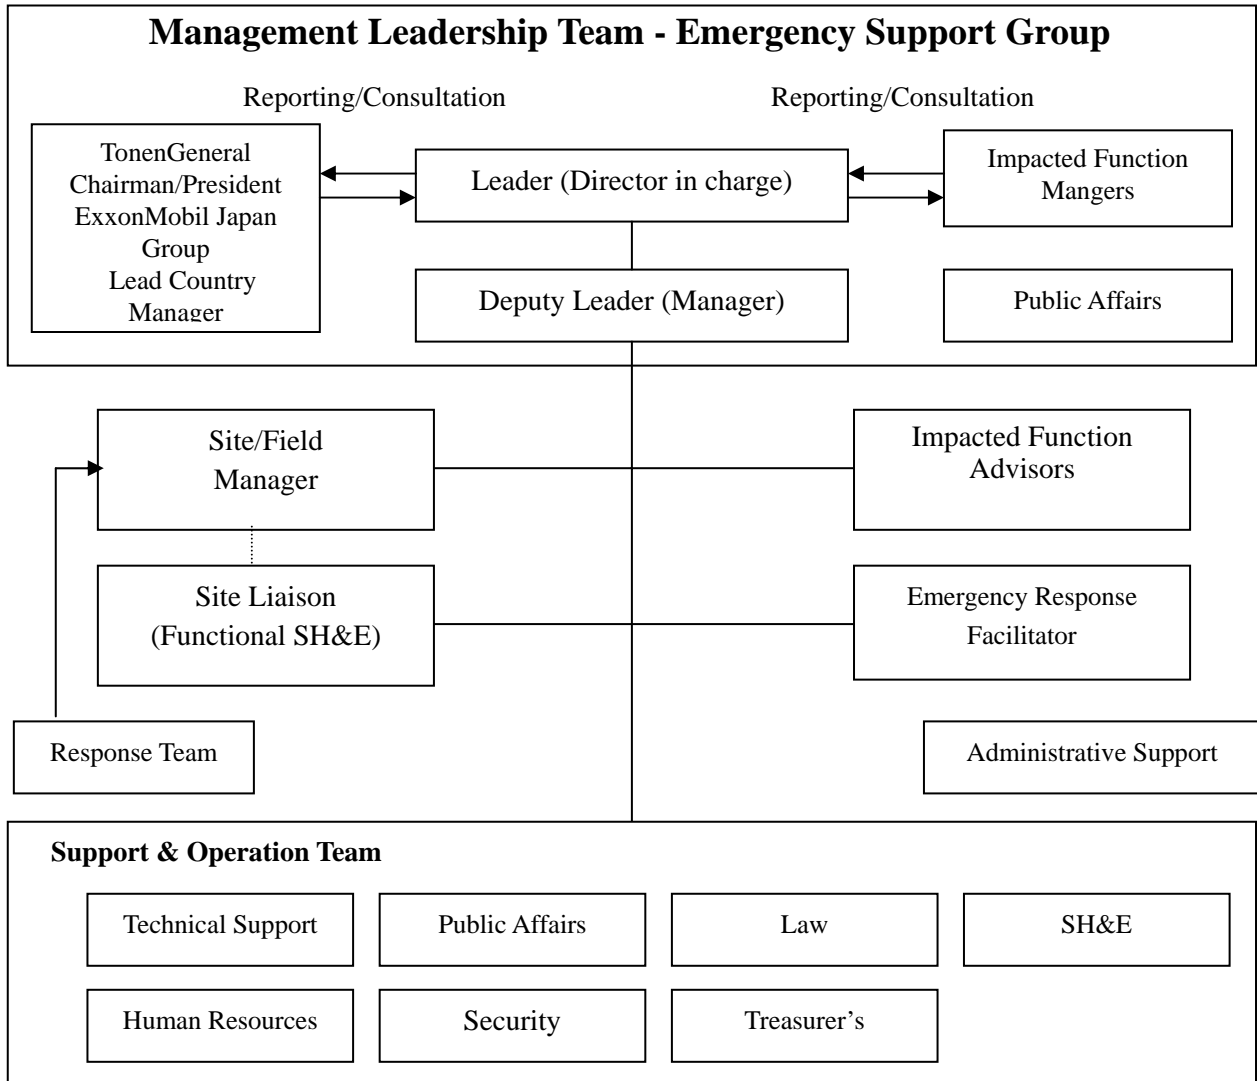 Management Leadership Team - Emergency Support Group
Reporting/Consultation
Reporting/Consultation
TonenGeneral
Chairman/President
ExxonMobil Japan
Group
Lead Country
Manager
Leader (Director in charge)
Impacted Function
Mangers
Deputy Leader (Manager)
Public Affairs
Site/Field
Manager
Impacted Function
Advisors
Site Liaison
(Functional SH&E)
Emergency Response
Facilitator
Response Team
Administrative Support
Support & Operation Team
Technical Support
Public Affairs
Law
SH&E
Human Resources
Security
Treasurer’s